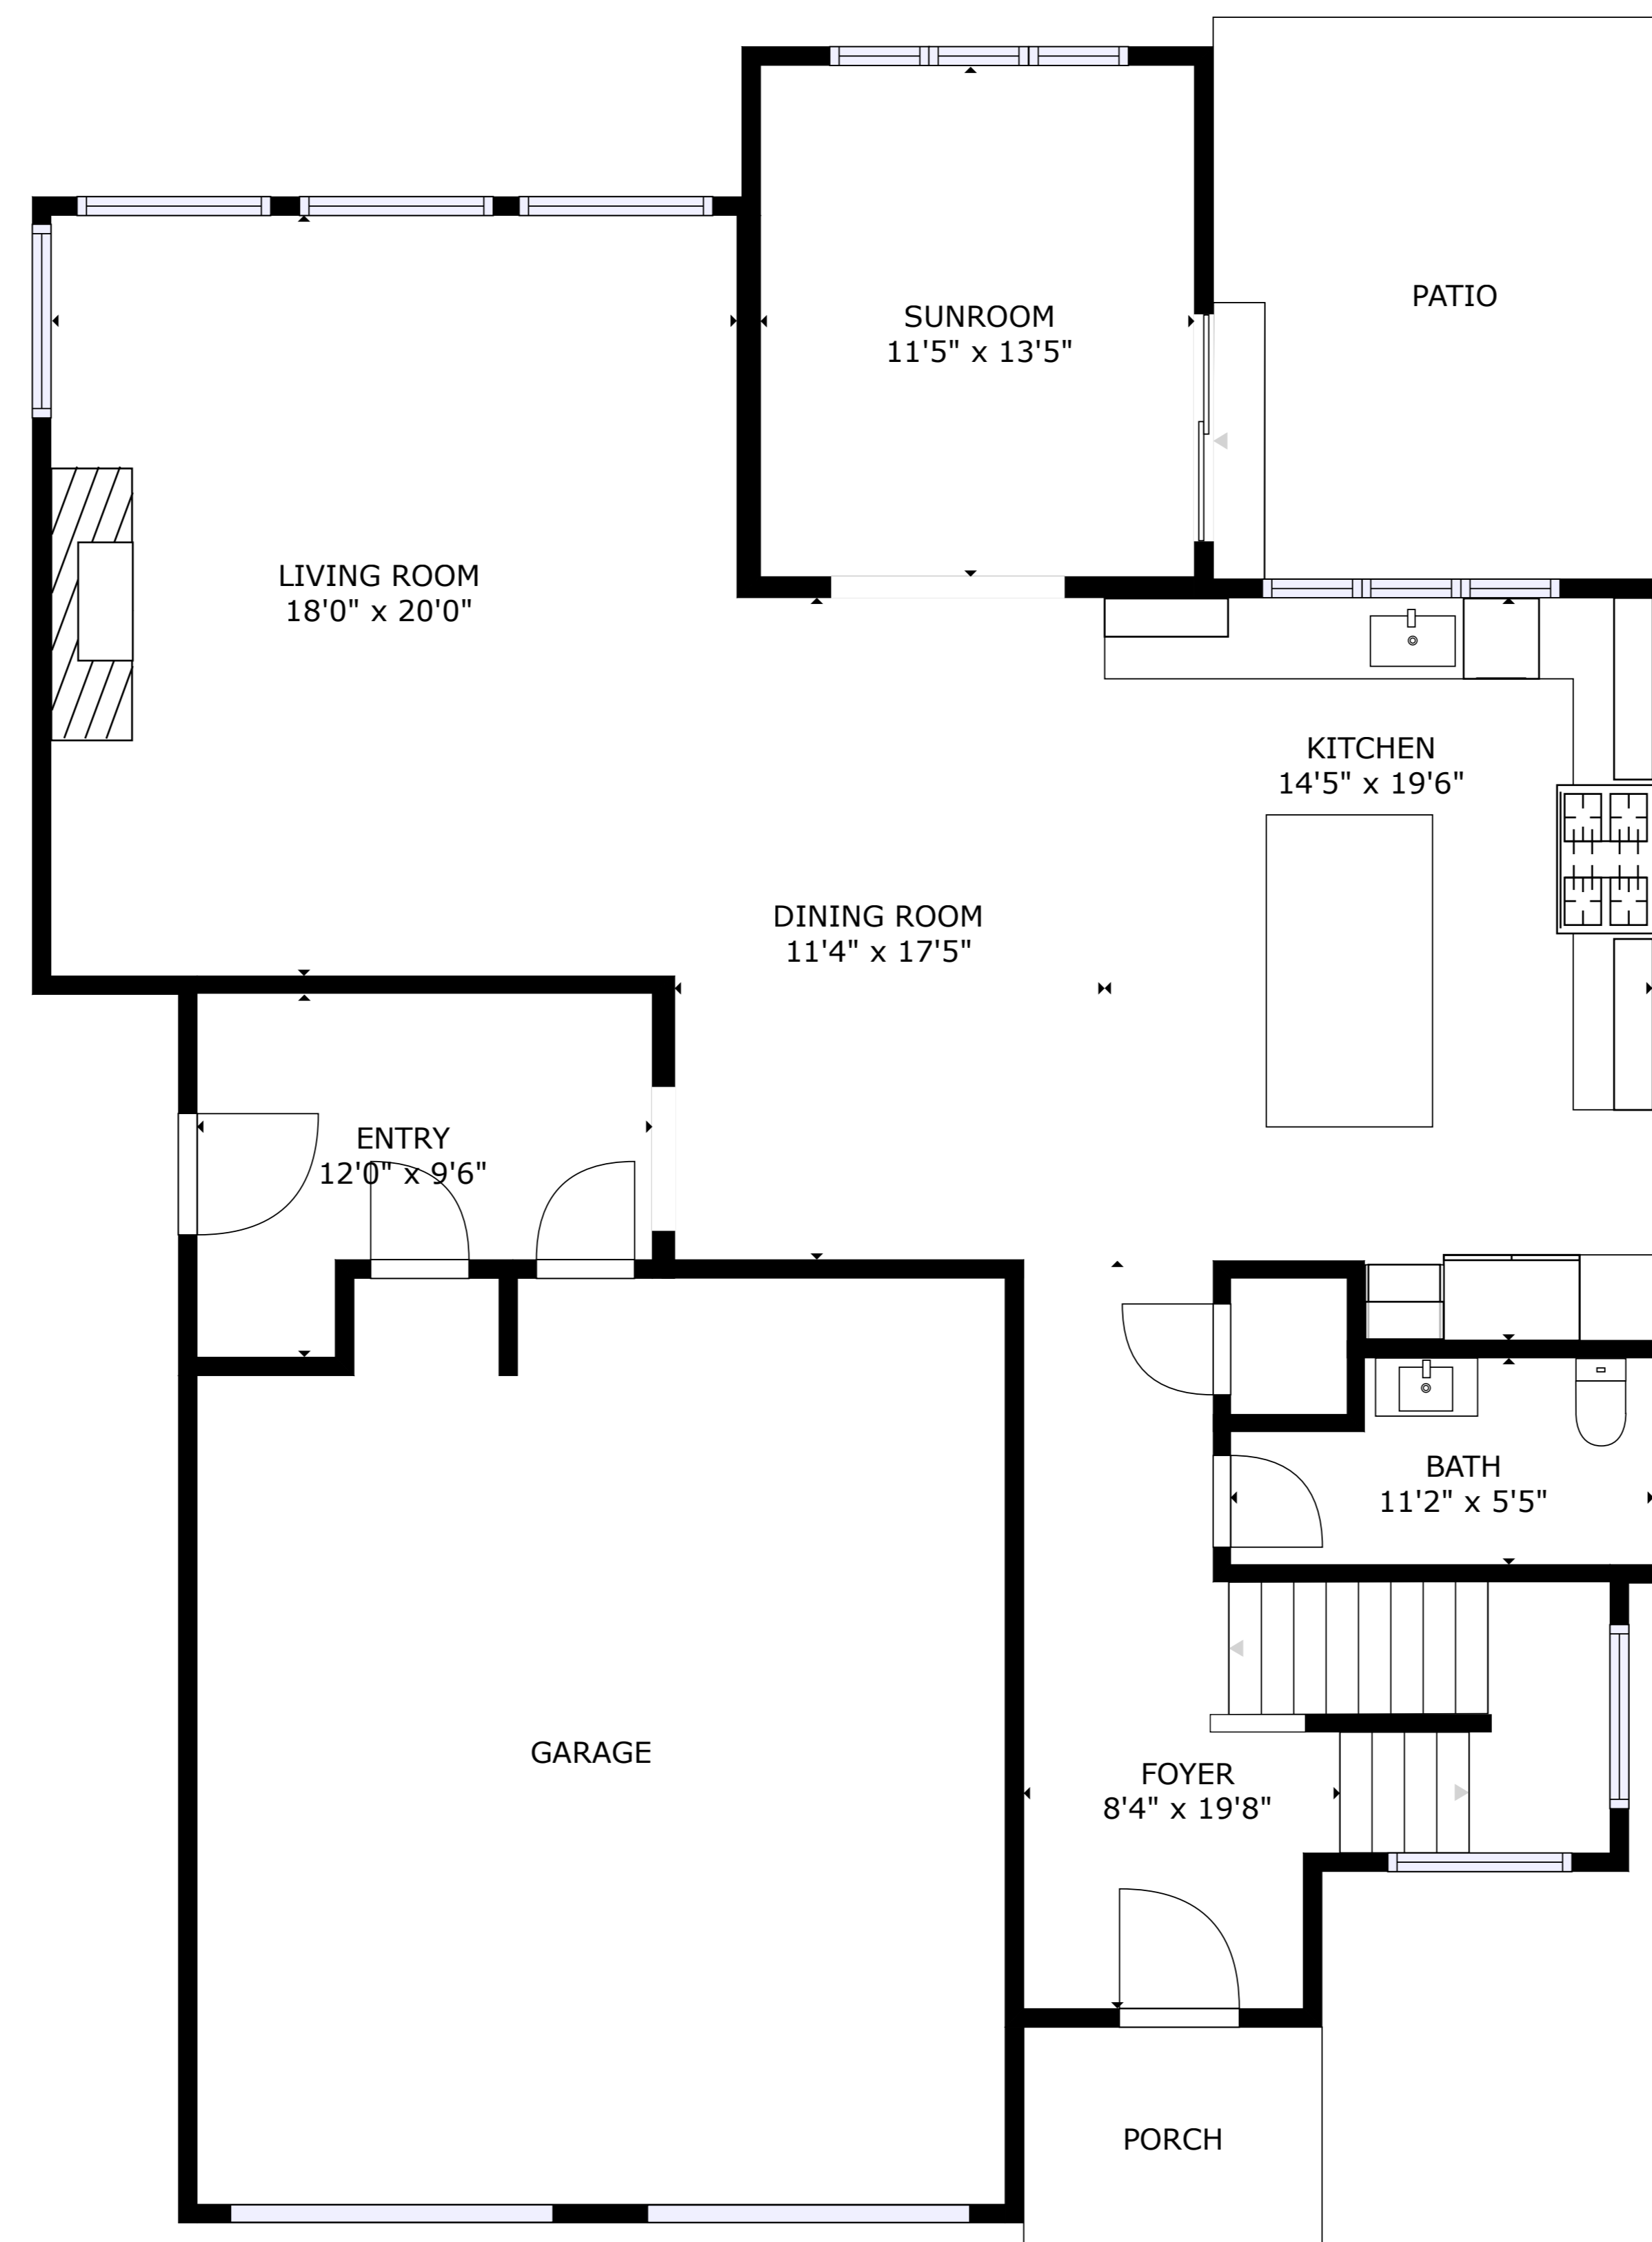 PATIO
SUNROOM
11'5" x 13'5"
LIVING ROOM
18'0" x 20'0"
KITCHEN
14'5" x 19'6"
DINING ROOM
11'4" x 17'5"
ENTRY
12'0" x 9'6"
BATH
11'2" x 5'5"
GARAGE
FOYER
8'4" x 19'8"
PORCH